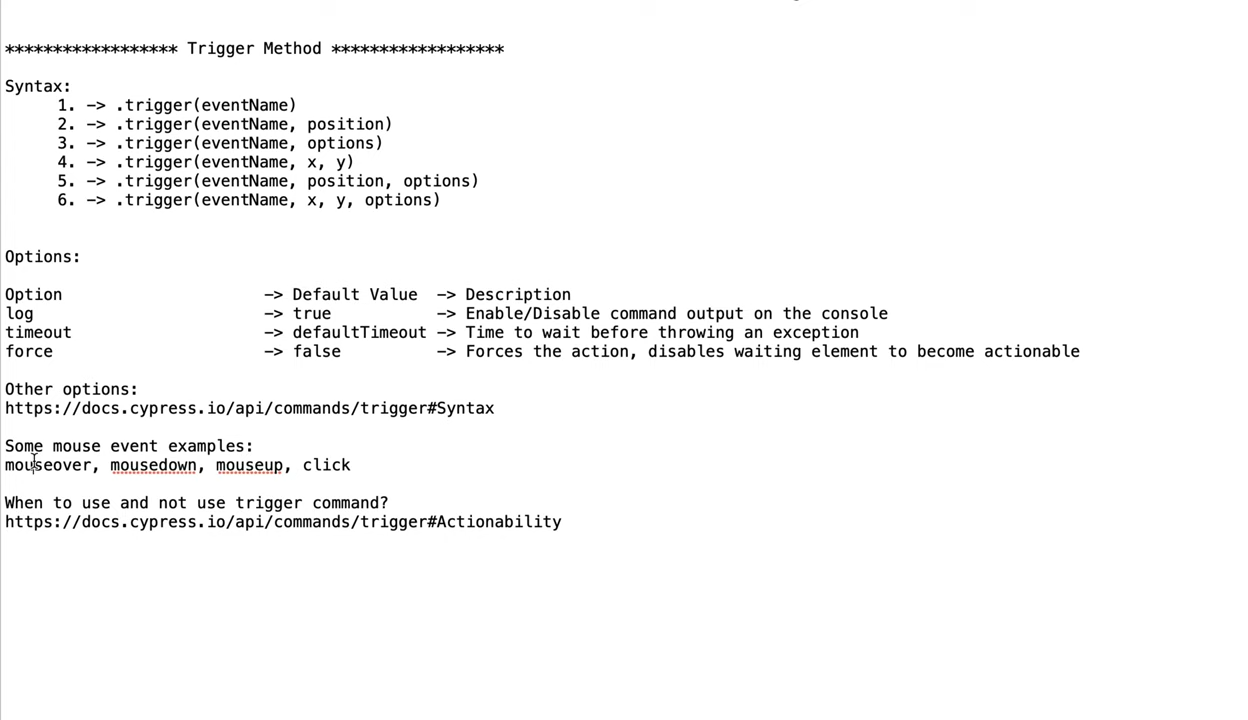 ****************** Trigger Method ******************
Syntax:
1. -> .trigger(eventName)
2. -> .trigger(eventName, position)
3. -> .trigger(eventName, options)
4. -> .trigger(eventName, x, y)
5. -> .trigger(eventName, position, options)
6. -> .trigger(eventName, x, y, options)
Options:
Option -> Default Value -> Description
log -> true -> Enable/Disable command output on the console
timeout -> defaultTimeout -> Time to wait before throwing an exception
force -> false -> Forces the action, disables waiting element to become actionable
Other options:
https://docs.cypress.io/api/commands/trigger#Syntax
Some mouse event examples:
mouseover, mousedown, mouseup, click
When to use and not use trigger command?
https://docs.cypress.io/api/commands/trigger#Actionability